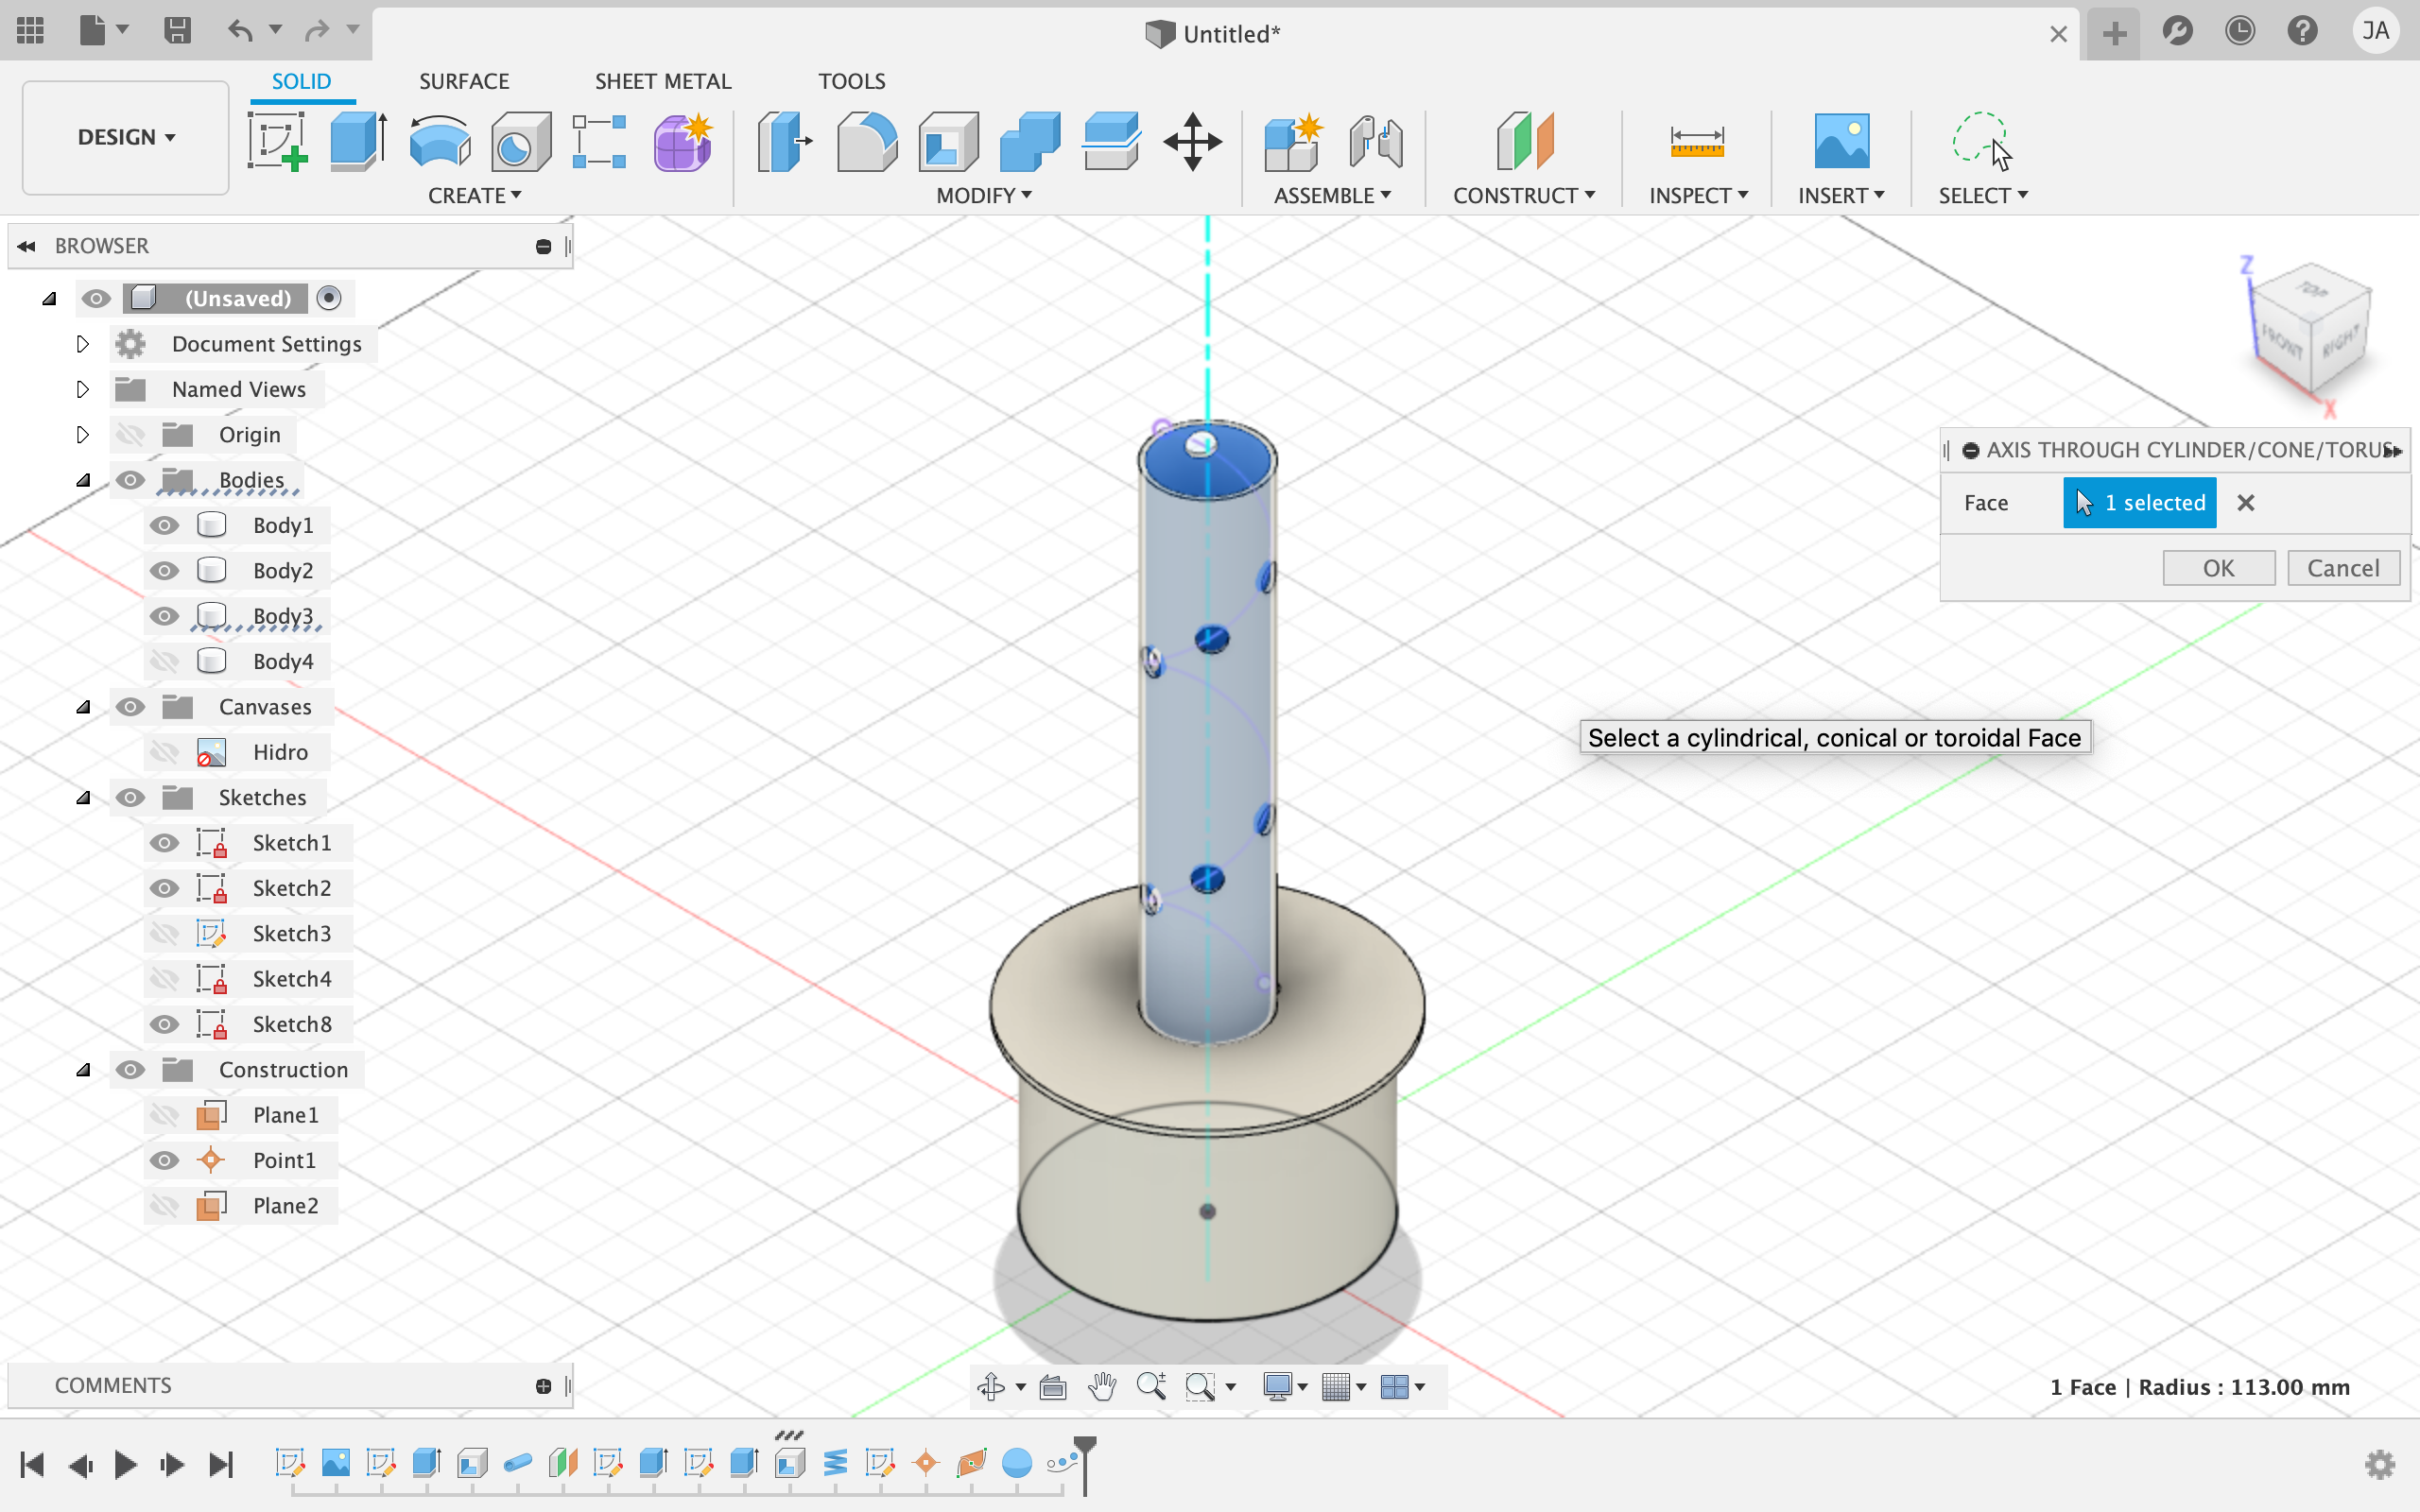 Untitled*
JA
SOLID
SURFACE
SHEET METAL
TOOLS
DESIGN
CREATE
MODIFY
ASSEMBLE
CONSTRUCT
INSPECT
INSERT
SELECT
BROWSER
(Unsaved)
Document Settings
Named Views
Origin
Bodies
Body1
Body2
Body3
Body4
Canvases
Hidro
Sketches
Sketch1
Sketch2
Sketch3
Sketch4
Sketch8
Construction
Plane1
Point1
Plane2
Z
TOP
FRONT
RIGHT
X
AXIS THROUGH CYLINDER/CONE/TORUS
Face
1 selected
OK
Cancel
Select a cylindrical, conical or toroidal Face
COMMENTS
1 Face | Radius : 113.00 mm